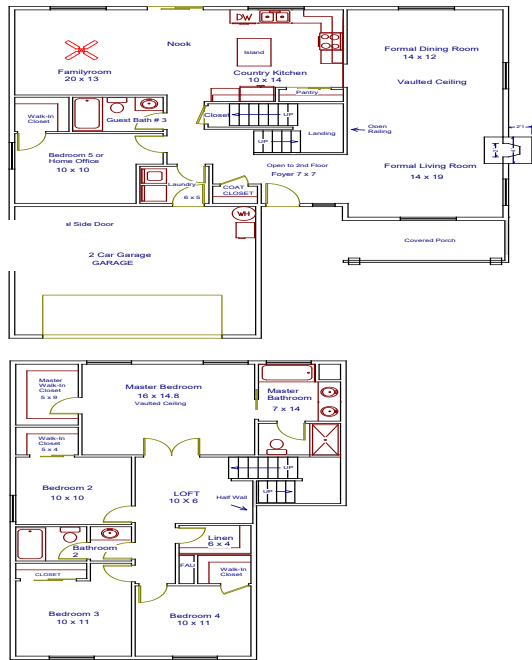 DW
Nook
Island
Formal Dining Room
14 x 12
Vaulted Ceiling
Familyroom
20 x 13
Country Kitchen
10 x 14
Pantry
Walk-In
Closet
Guest Bath # 3
Closet
UP
Landing
Open
Railing
UP
Bedroom 5 or
Home Office
10 x 10
Open to 2nd Floor
Foyer 7 x 7
Formal Living Room
14 x 19
Laundry
6 x 5
COAT
CLOSET
WH
al Side Door
2 Car Garage
GARAGE
Covered Porch
Master
Walk-In
Closet
5 x 9
Master Bedroom
16 x 14.8
Vaulted Ceiling
Master
Bathroom
7 x 14
Walk-In
Closet
5 x 4
UP
Bedroom 2
10 x 10
LOFT
10 X 6
UP
Half Wall
Bathroom
2
Linen
6 x 4
CLOSET
FAU
Walk-In
Closet
Bedroom 3
10 x 11
Bedroom 4
10 x 11